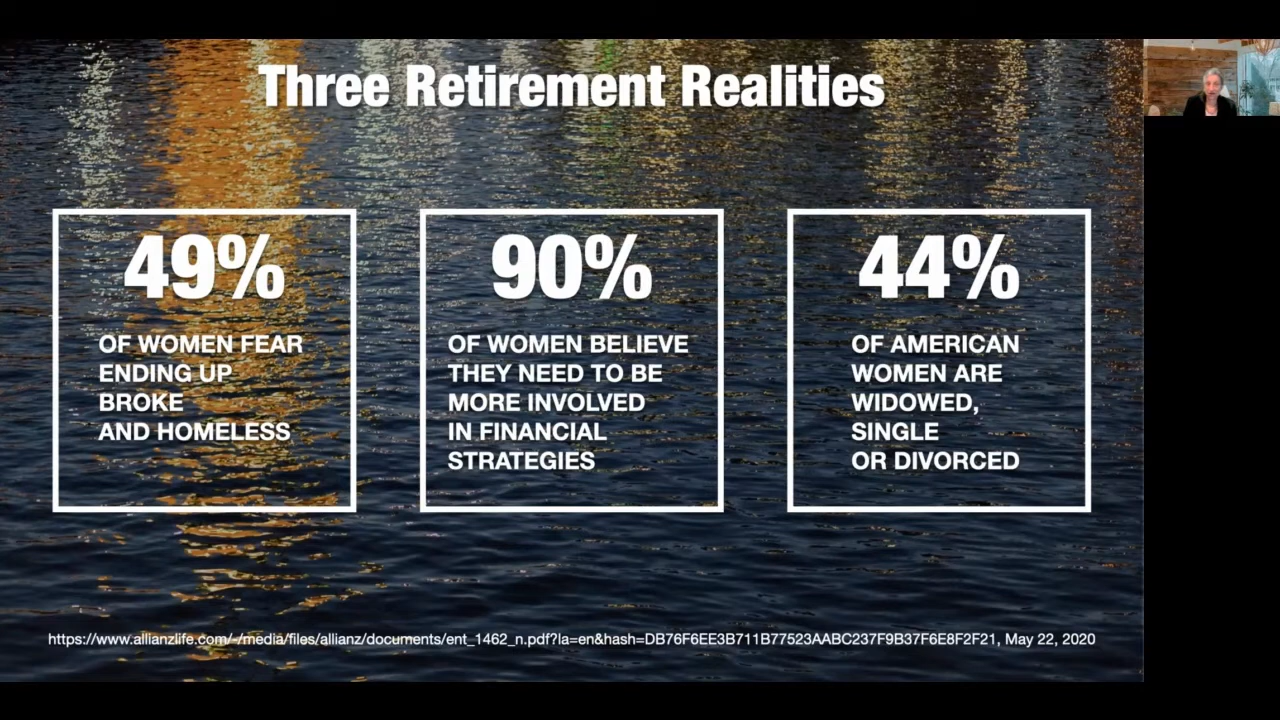 Three Retirement Realities
49%
OF WOMEN FEAR
ENDING UP
BROKE
AND HOMELESS
90%
OF WOMEN BELIEVE
THEY NEED TO BE
MORE INVOLVED
IN FINANCIAL
STRATEGIES
44%
OF AMERICAN
WOMEN ARE
WIDOWED,
SINGLE
OR DIVORCED
https://www.allianzlife.com/-/media/files/allianz/documents/ent_1462_n.pdf?la=en&hash=DB76F6EE3B711B77523AABC237F9B37F6E8F2F21, May 22, 2020